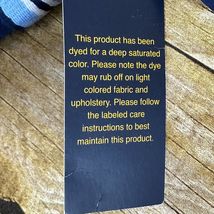 This product has been
dyed for a deep saturated
color. Please note the dye
may rub off on light
colored fabric and
upholstery. Please follow
the labeled care
instructions to best
maintain this product.